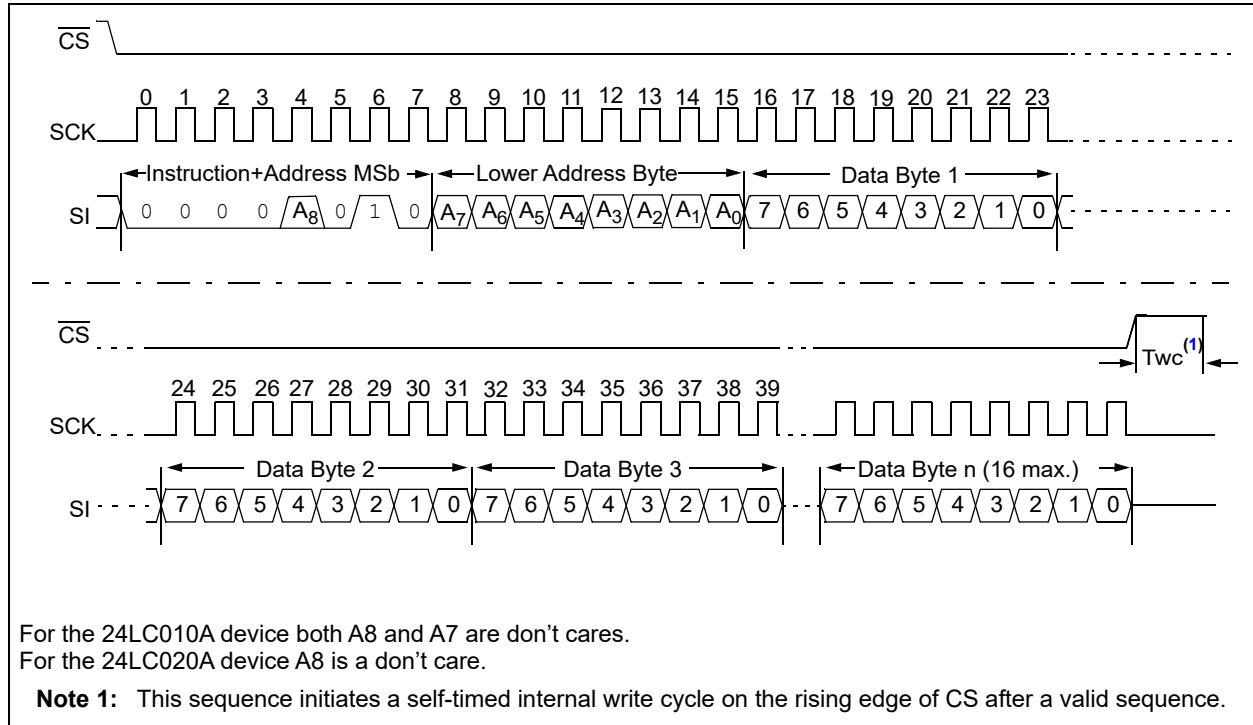 CS
0 1 2 3 4 5 6 7 8 9 10 11 12 13 14 15 16 17 18 19 20 21 22 23
SCK
Instruction+Address MSb Lower Address Byte Data Byte 1
SI 0 0 0 0 A8 0 1 0 A7 A6 A5 A4 A3 A2 A1 A0 7 6 5 4 3 2 1 0
CS
Twc(1)
24 25 26 27 28 29 30 31 32 33 34 35 36 37 38 39
SCK
Data Byte 2 Data Byte 3 Data Byte n (16 max.)
SI 7 6 5 4 3 2 1 0 7 6 5 4 3 2 1 0 7 6 5 4 3 2 1 0
For the 24LC010A device both A8 and A7 are don’t cares.
For the 24LC020A device A8 is a don’t care.
Note 1: This sequence initiates a self-timed internal write cycle on the rising edge of CS after a valid sequence.